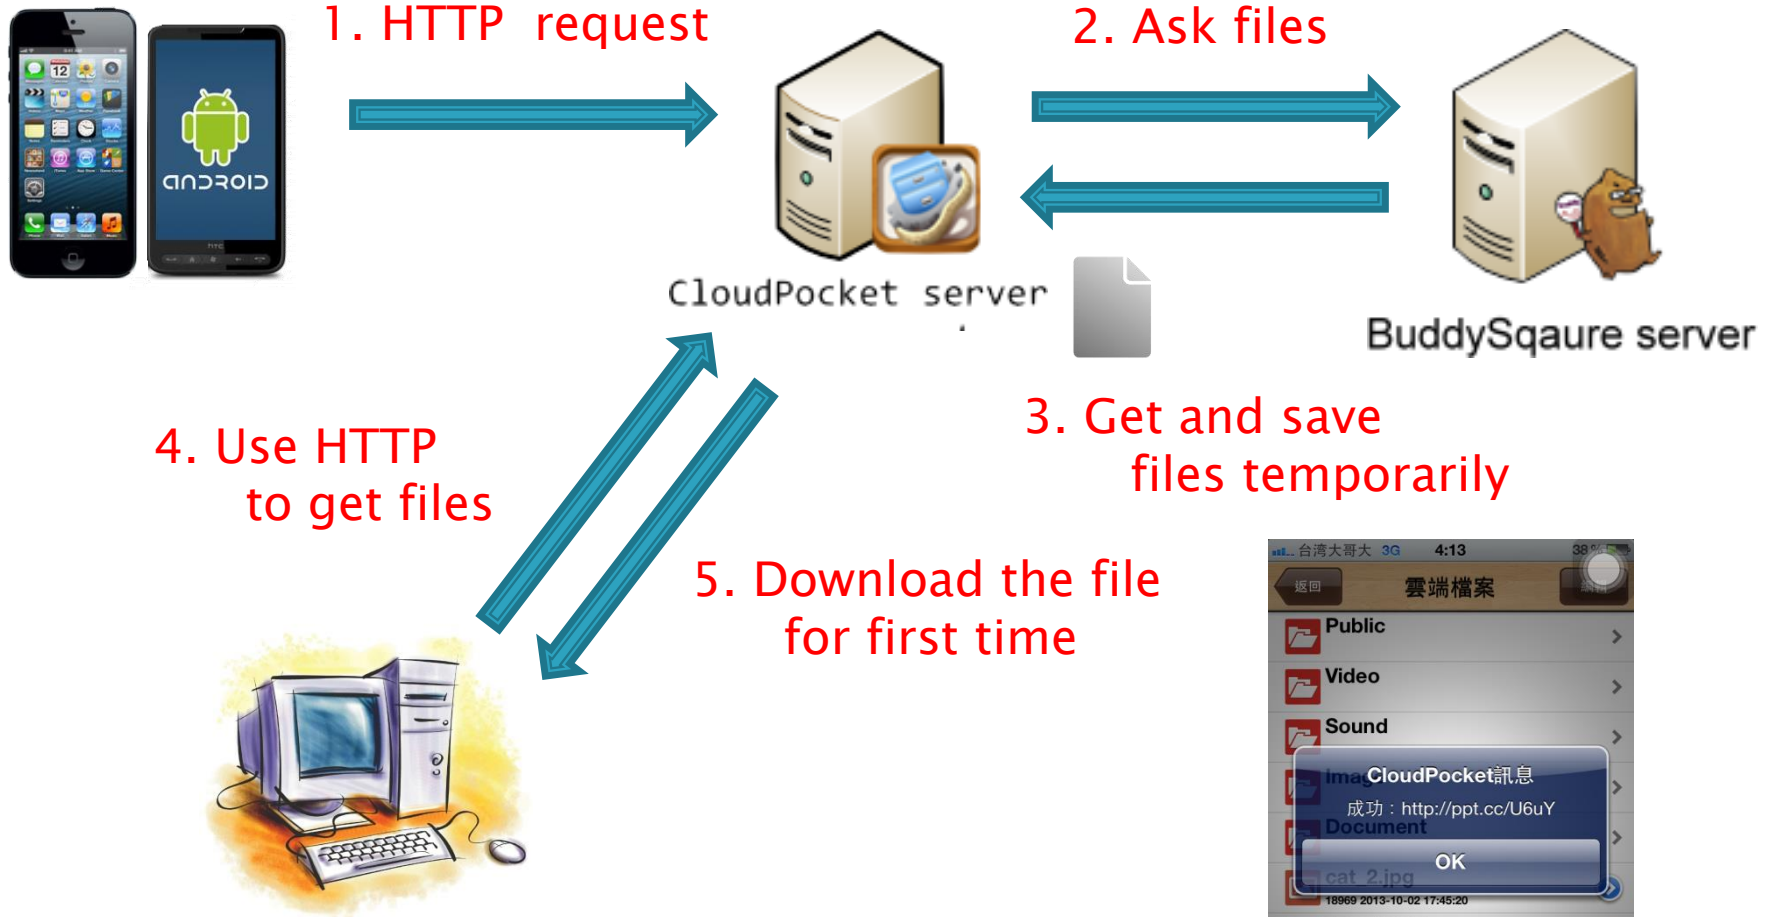 1. HTTP  request
2. Ask files
12
ANDROID
hTC
CloudPocket server
BuddySqaure server
3. Get and save
files temporarily
4. Use HTTP
to get files
5. Download the file
for first time
台湾大哥大 3G 4:13 38%
返回 雲端檔案
Public
Video
Sound
CloudPocket訊息
成功：http://ppt.cc/U6uY
Document
OK
cat_2.jpg
18969 2013-10-02 17:45:20